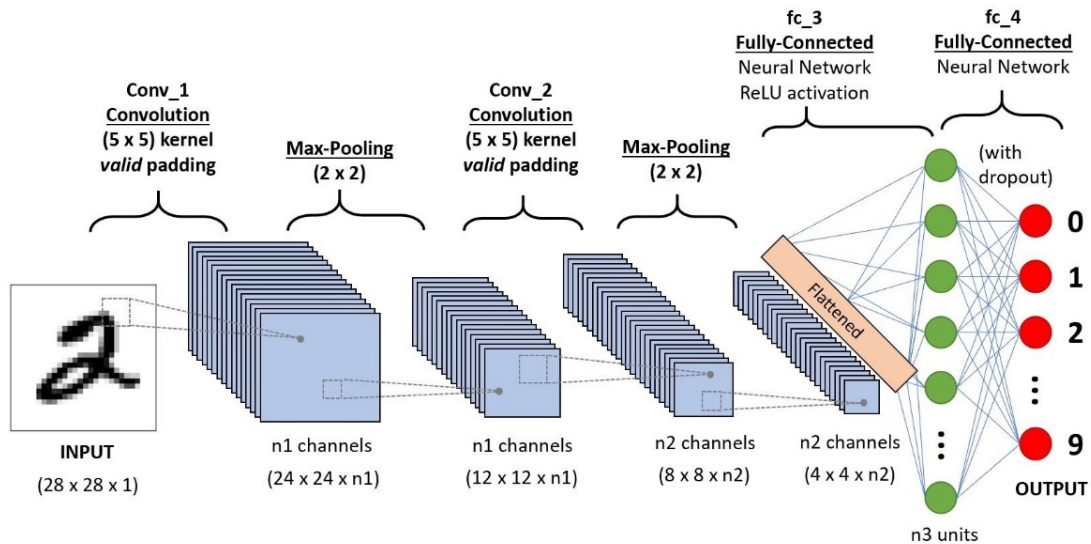 fc_3
Fully-Connected
Neural Network
ReLU activation
fc_4
Fully-Connected
Neural Network
Conv_1
Convolution
(5 x 5) kernel
valid padding
Max-Pooling
(2 x 2)
Conv_2
Convolution
(5 x 5) kernel
valid padding
Max-Pooling
(2 x 2)
(with
dropout)
Flattened
0
1
2
...
9
...
INPUT
(28 x 28 x 1)
n1 channels
(24 x 24 x n1)
n1 channels
(12 x 12 x n1)
n2 channels
(8 x 8 x n2)
n2 channels
(4 x 4 x n2)
OUTPUT
n3 units